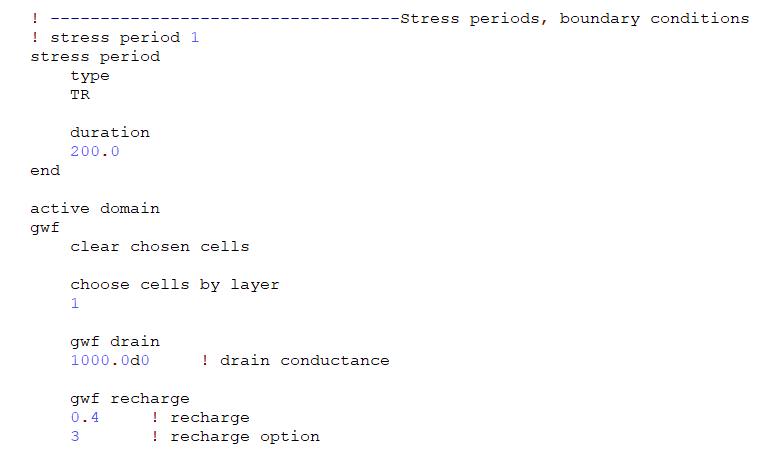 ! -----------------------------------Stress periods, boundary conditions
! stress period 1
stress period
    type
    TR

    duration
    200.0
end

active domain
gwf
    clear chosen cells

    choose cells by layer
    1

    gwf drain
    1000.0d0     ! drain conductance

    gwf recharge
    0.4     ! recharge
    3       ! recharge option